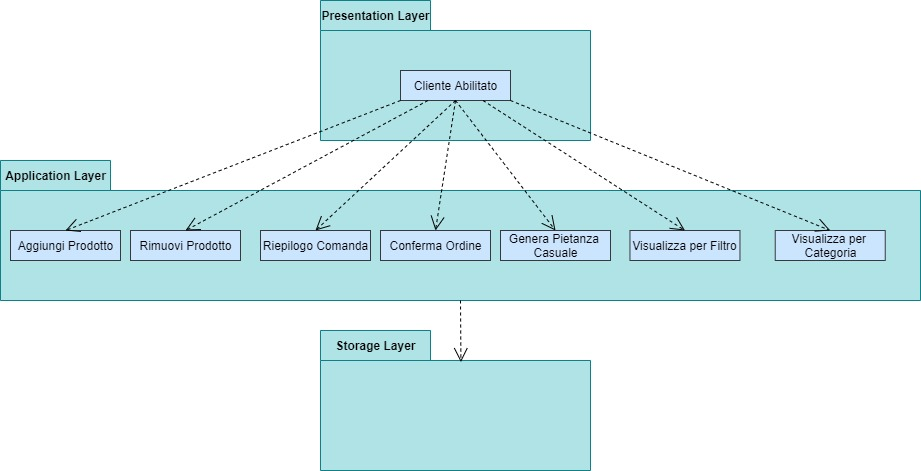 Presentation Layer
Cliente Abilitato
Application Layer
Aggiungi Prodotto
Rimuovi Prodotto
Riepilogo Comanda
Conferma Ordine
Genera Pietanza
Casuale
Visualizza per Filtro
Visualizza per
Categoria
Storage Layer